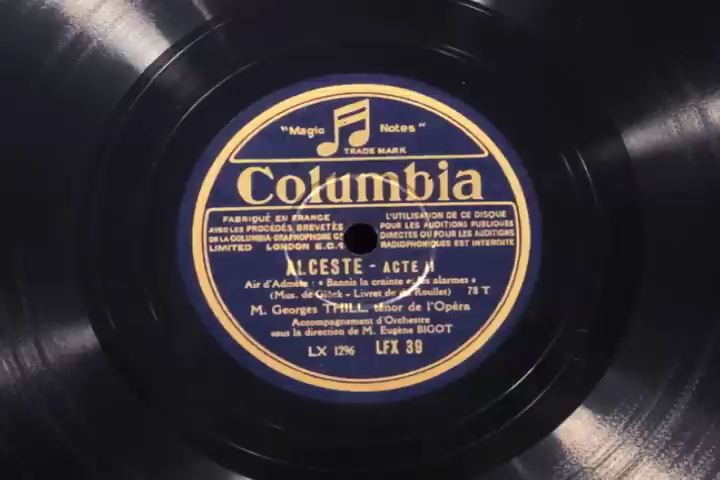 "Magic Notes"
TRADE MARK
Columbia
FABRIQUÉ EN FRANCE
AVEC LES PROCÉDÉS BREVETÉS
DE LA COLUMBIA GRAPHOPHONE Cº
LIMITED LONDON E.C.1
L'UTILISATION DE CE DISQUE
POUR LES AUDITIONS PUBLIQUES
DIRECTES OU POUR LES AUDITIONS
RADIOPHONIQUES EST INTERDITE
ALCESTE - ACTE II
Air d'Admète : « Bannis la crainte et les alarmes »
(Mus. de Glück - Livret de du Roullet) 78 T
M. Georges THILL, ténor de l'Opéra
Accompagnement d'Orchestre
sous la direction de M. Eugène BIGOT
LX 1296 LFX 39